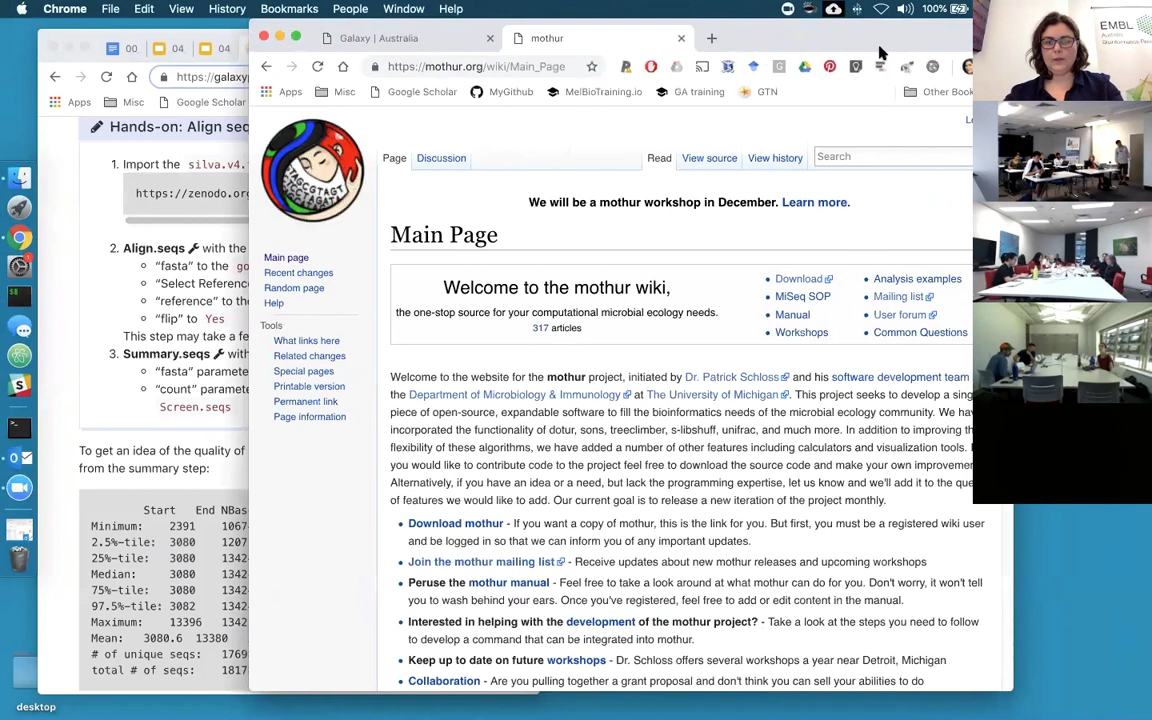 Chrome File Edit View History Bookmarks People Window Help
100%
00 04 04
https://galaxyp
Apps Misc Google Scholar
Hands-on: Align seq
1. Import the silva.v4.
https://zenodo.org
2. Align.seqs with the
"fasta" to the go
"Select Referenc
"reference" to the
"flip" to Yes
This step may take a fe
3. Summary.seqs with
"fasta" paramete
"count" paramete
Screen.seqs
To get an idea of the quality of
from the summary step:
Start End NBas
Minimum: 2391 1067
2.5%-tile: 3080 1207
25%-tile: 3080 1342
Median: 3080 1342
75%-tile: 3080 1342
97.5%-tile: 3082 1342
Maximum: 13396 1342
Mean: 3080.6 13380
# of unique seqs: 1769
total # of seqs: 1817
Galaxy | Australia
mothur
https://mothur.org/wiki/Main_Page
Apps Misc Google Scholar MyGithub MelBioTraining.io GA training GTN Other Book
Lo
Page Discussion Read View source View history Search
We will be a mothur workshop in December. Learn more.
Main Page
Main page
Recent changes
Random page
Help
Tools
What links here
Related changes
Special pages
Printable version
Permanent link
Page information
Welcome to the mothur wiki,
the one-stop source for your computational microbial ecology needs.
317 articles
Download
MiSeq SOP
Manual
Workshops
Analysis examples
Mailing list
User forum
Common Questions
Welcome to the website for the mothur project, initiated by Dr. Patrick Schloss and his software development team
the Department of Microbiology & Immunology at The University of Michigan. This project seeks to develop a sing
piece of open-source, expandable software to fill the bioinformatics needs of the microbial ecology community. We hav
incorporated the functionality of dotur, sons, treeclimber, s-libshuff, unifrac, and much more. In addition to improving th
flexibility of these algorithms, we have added a number of other features including calculators and visualization tools. I
you would like to contribute code to the project feel free to download the source code and make your own improvemen
Alternatively, if you have an idea or a need, but lack the programming expertise, let us know and we'll add it to the que
of features we would like to add. Our current goal is to release a new iteration of the project monthly.
Download mothur - If you want a copy of mothur, this is the link for you. But first, you must be a registered wiki user
and be logged in so that we can inform you of any important updates.
Join the mothur mailing list - Receive updates about new mothur releases and upcoming workshops
Peruse the mothur manual - Feel free to take a look around at what mothur can do for you. Don't worry, it won't tell
you to wash behind your ears. Once you've registered, feel free to add or edit content in the manual.
Interested in helping with the development of the mothur project? - Take a look at the steps you need to follow
to develop a command that can be integrated into mothur.
Keep up to date on future workshops - Dr. Schloss offers several workshops a year near Detroit, Michigan
Collaboration - Are you pulling together a grant proposal and don't think you can sell your abilities to do
EMBL
desktop